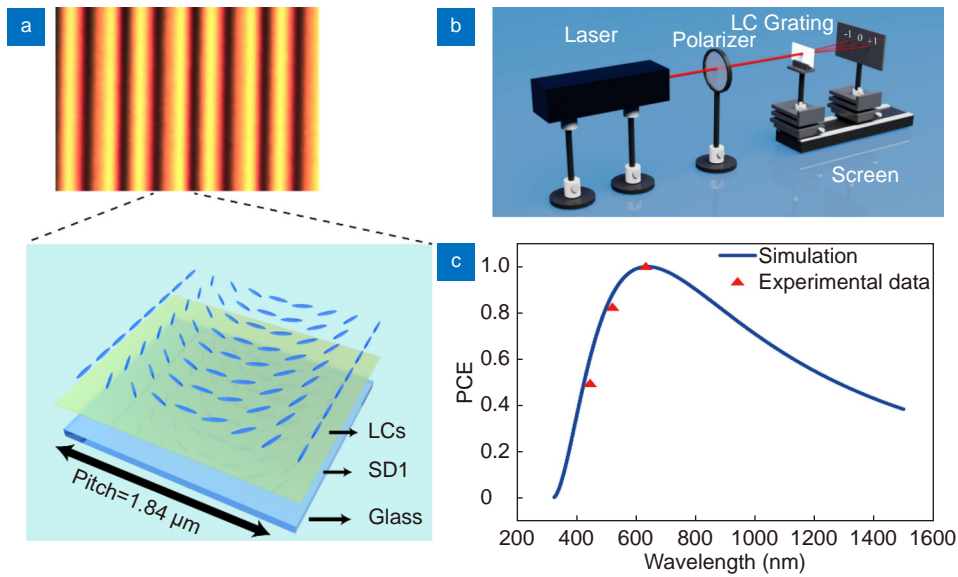 a
LCs
SD1
Glass
Pitch=1.84 μm
b
Laser
Polarizer
LC Grating
-1 0 +1
Screen
c
Simulation
Experimental data
PCE
1.0
0.8
0.6
0.4
0.2
0
200 400 600 800 1000 1200 1400 1600
Wavelength (nm)